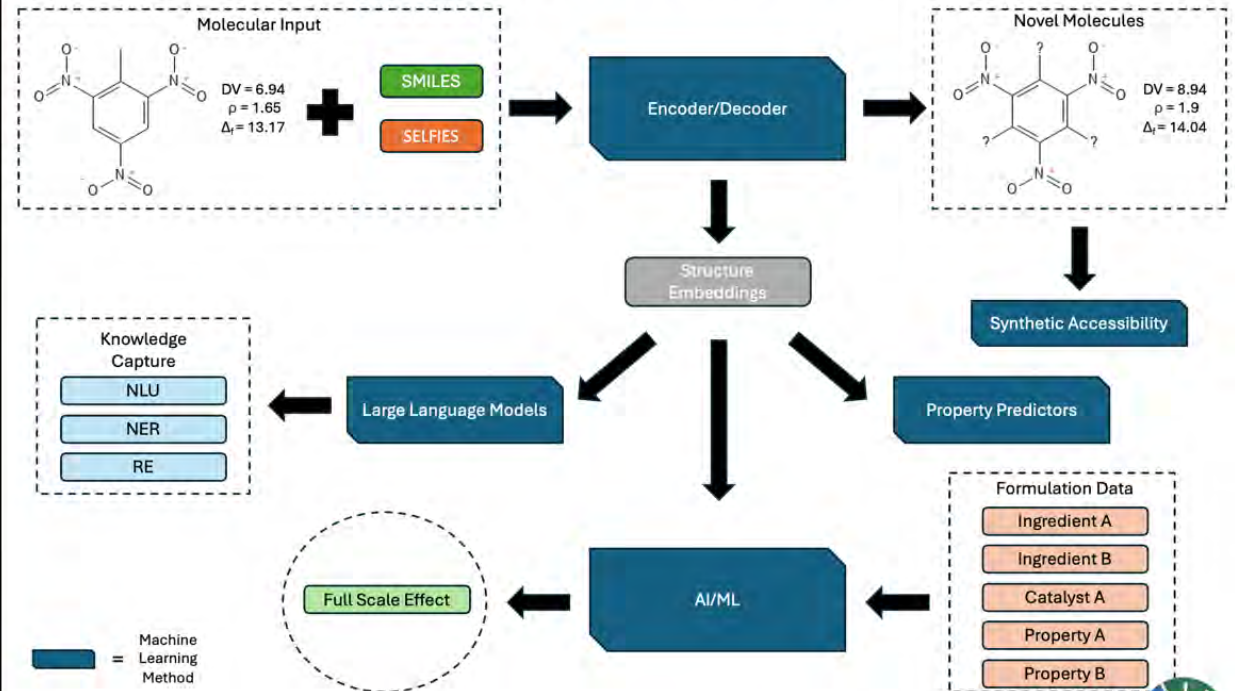 Molecular Input
O-
N+
O
O-
N+
O
-O
N+
O
DV = 6.94
ρ = 1.65
Δf = 13.17
SMILES
SELFIES
Encoder/Decoder
Novel Molecules
O-
N+
O
?
O-
N+
O
?
?
O-
N+
O
DV = 8.94
ρ = 1.9
Δf = 14.04
Structure
Embeddings
Synthetic Accessibility
Knowledge
Capture
NLU
NER
RE
Large Language Models
Property Predictors
Formulation Data
Ingredient A
Ingredient B
Catalyst A
Property A
Property B
Full Scale Effect
AI/ML
= Machine
Learning
Method